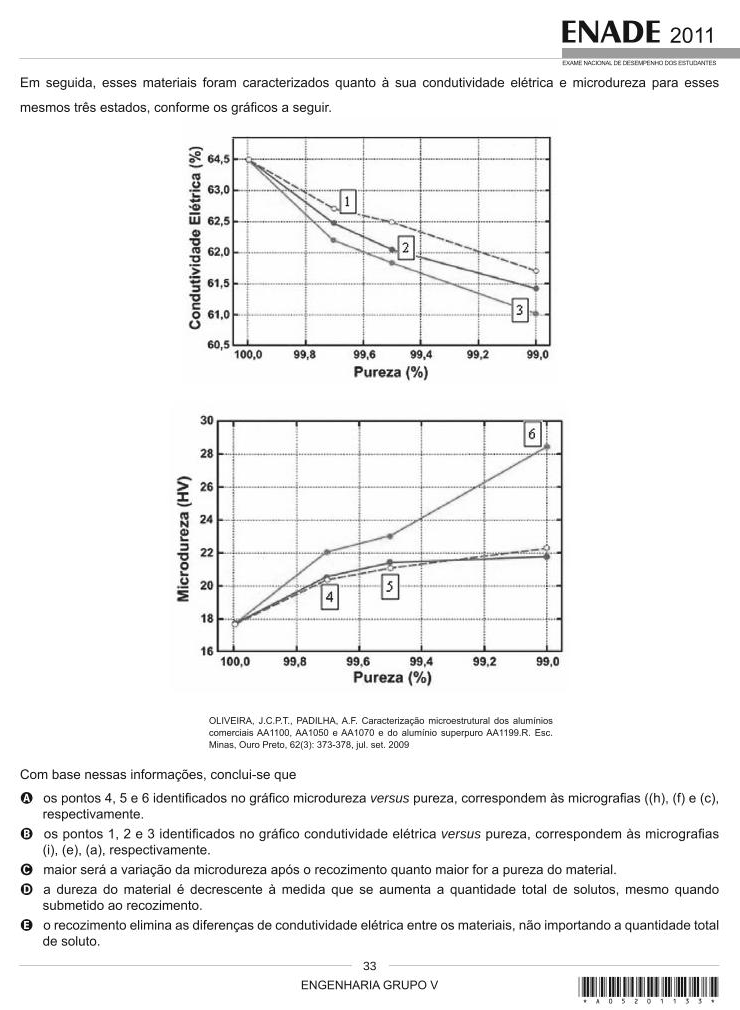 ENADE 2011
EXAME NACIONAL DE DESEMPENHO DOS ESTUDANTES
Em seguida, esses materiais foram caracterizados quanto à sua condutividade elétrica e microdureza para esses
mesmos três estados, conforme os gráficos a seguir.
Condutividade Elétrica (%)
64,5
63,0
62,5
62,0
61,5
61,0
60,5
1
2
3
100,0 99,8 99,6 99,4 99,2 99,0
Pureza (%)
Microdureza (HV)
30
28
26
24
22
20
18
16
6
5
4
100,0 99,8 99,6 99,4 99,2 99,0
Pureza (%)
OLIVEIRA, J.C.P.T., PADILHA, A.F. Caracterização microestrutural dos alumínios
comerciais AA1100, AA1050 e AA1070 e do alumínio superpuro AA1199.R. Esc.
Minas, Ouro Preto, 62(3): 373-378, jul. set. 2009
Com base nessas informações, conclui-se que
A os pontos 4, 5 e 6 identificados no gráfico microdureza versus pureza, correspondem às micrografias ((h), (f) e (c),
respectivamente.
B os pontos 1, 2 e 3 identificados no gráfico condutividade elétrica versus pureza, correspondem às micrografias
(i), (e), (a), respectivamente.
C maior será a variação da microdureza após o recozimento quanto maior for a pureza do material.
D a dureza do material é decrescente à medida que se aumenta a quantidade total de solutos, mesmo quando
submetido ao recozimento.
E o recozimento elimina as diferenças de condutividade elétrica entre os materiais, não importando a quantidade total
de soluto.
33
ENGENHARIA GRUPO V
* A 0 5 2 0 1 1 3 3 *